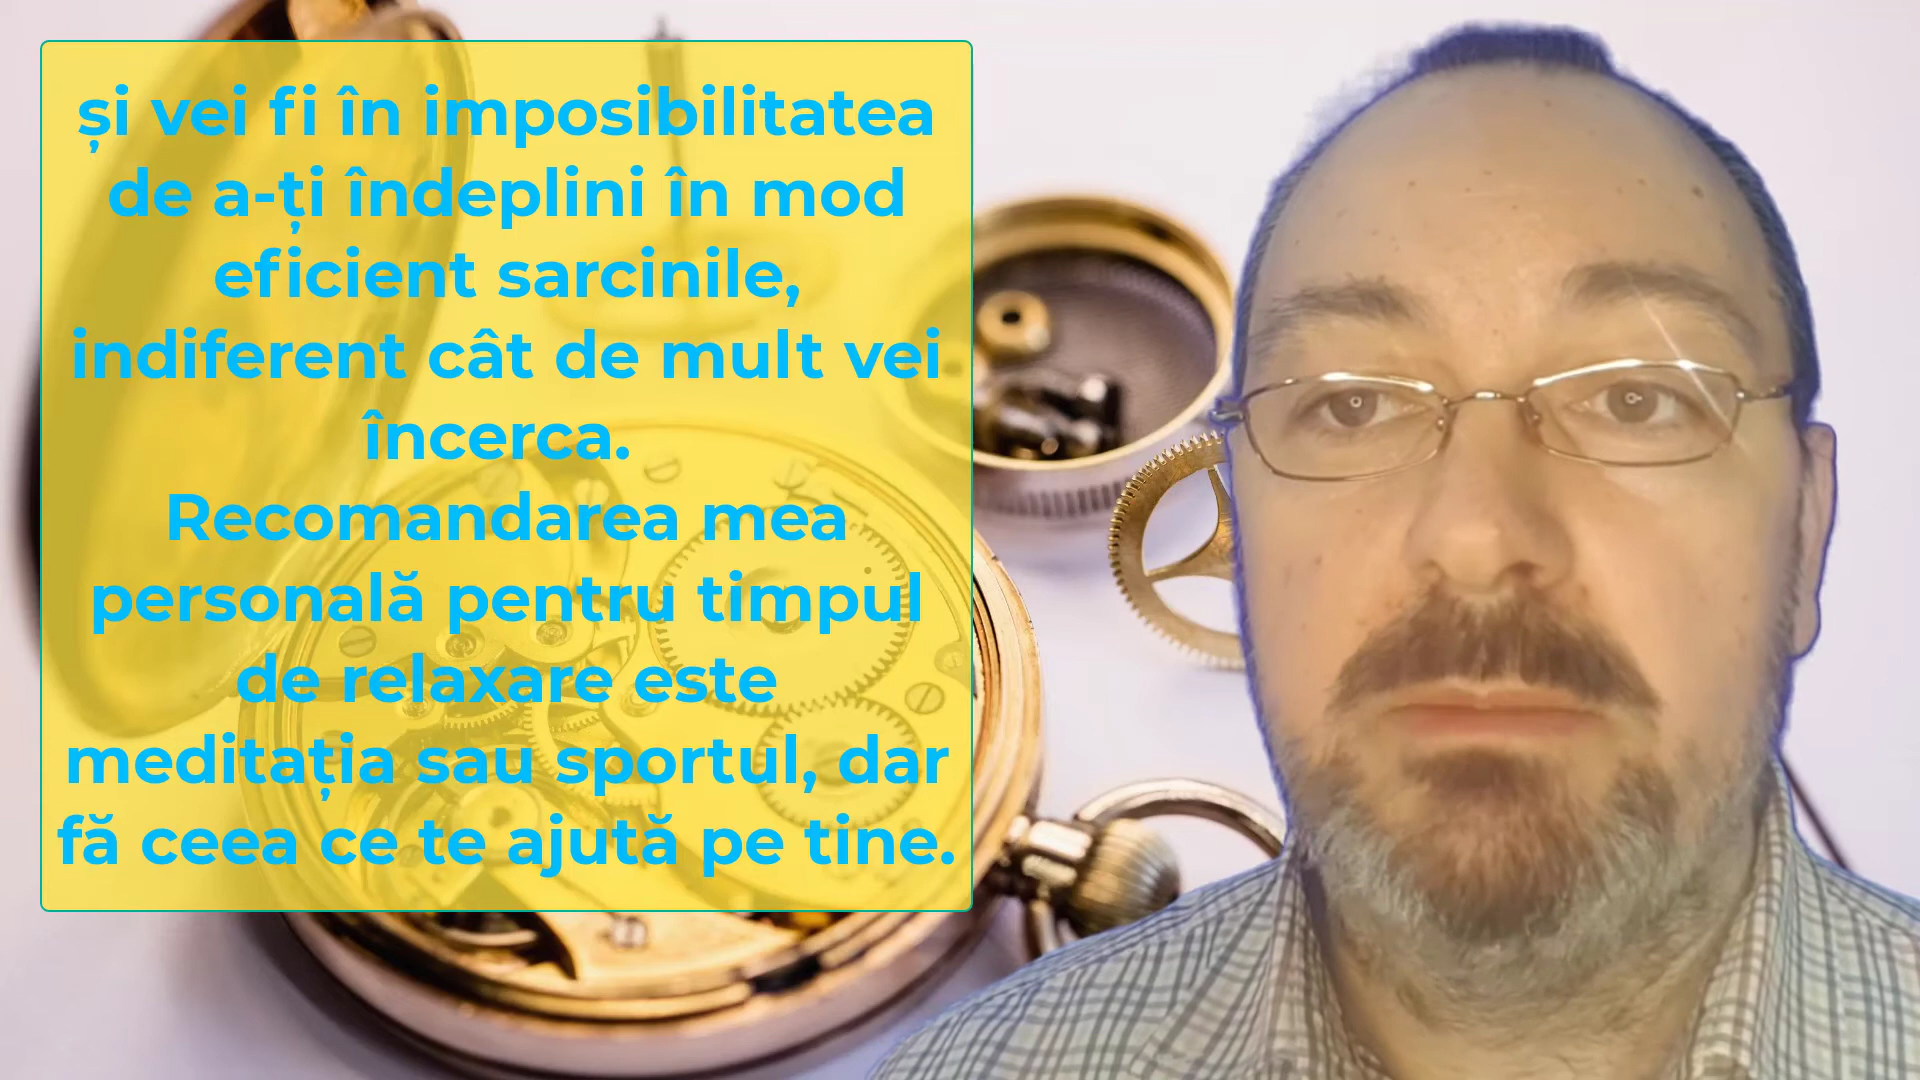 și vei fi în imposibilitatea
de a-ți îndeplini în mod
eficient sarcinile,
indiferent cât de mult vei
încerca.
Recomandarea mea
personală pentru timpul
de relaxare este
meditația sau sportul, dar
fă ceea ce te ajută pe tine.